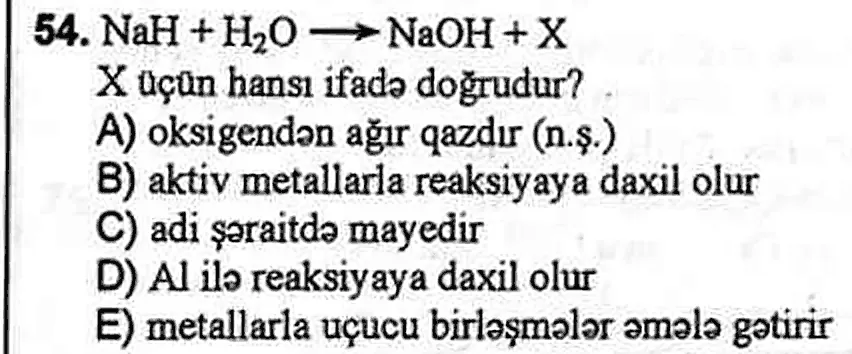 54. NaH + H₂O ⟶ NaOH + X
X üçün hansı ifadə doğrudur?
A) oksigendən ağır qazdır (n.ş.)
B) aktiv metallarla reaksiyaya daxil olur
C) adi şəraitdə mayedir
D) Al ilə reaksiyaya daxil olur
E) metallarla uçucu birləşmələr əmələ gətirir